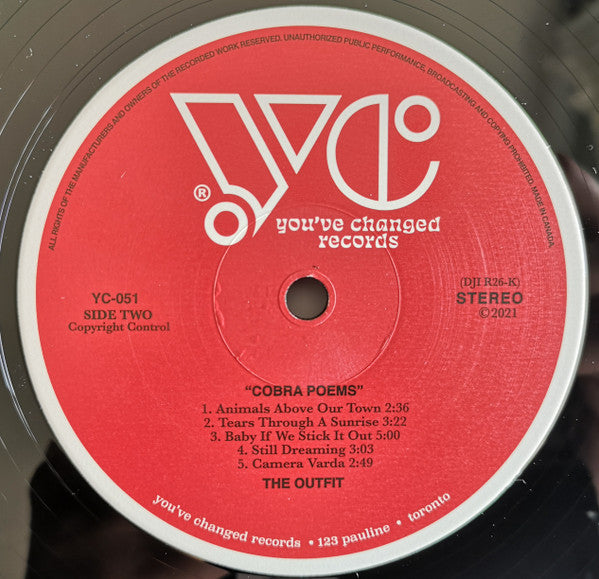 ALL RIGHTS OF THE MANUFACTURERS AND OWNERS OF THE RECORDED WORK RESERVED. UNAUTHORIZED PUBLIC PERFORMANCE, BROADCASTING AND COPYING PROHIBITED. MADE IN CANADA.
yc
®
you've changed
records
YC-051
SIDE TWO
Copyright Control
(DJI R26-K)
STEREO
©2021
"COBRA POEMS"
1. Animals Above Our Town 2:36
2. Tears Through A Sunrise 3:22
3. Baby If We Stick It Out 5:00
4. Still Dreaming 3:03
5. Camera Varda 2:49
THE OUTFIT
you've changed records • 123 pauline • toronto